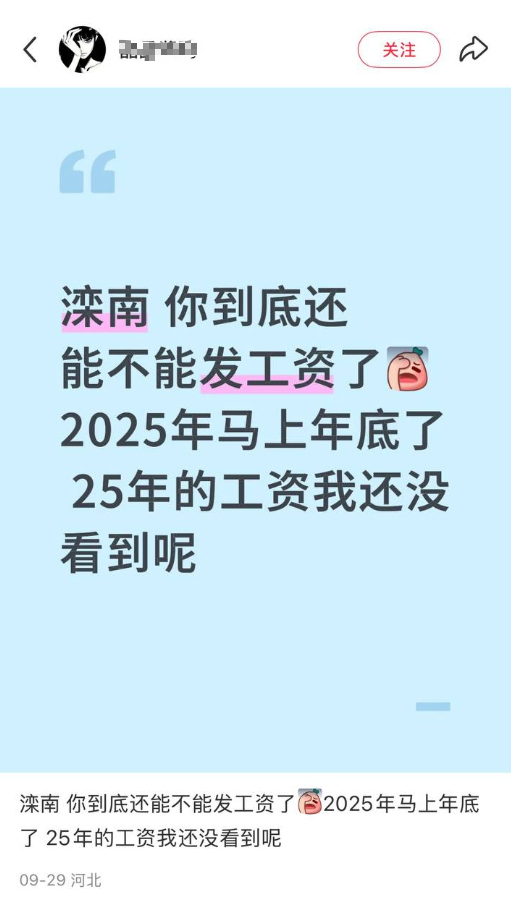 关注
滦南 你到底还
能不能发工资了
2025年马上年底了
25年的工资我还没
看到呢
滦南 你到底还能不能发工资了2025年马上年底
了 25年的工资我还没看到呢
09-29 河北